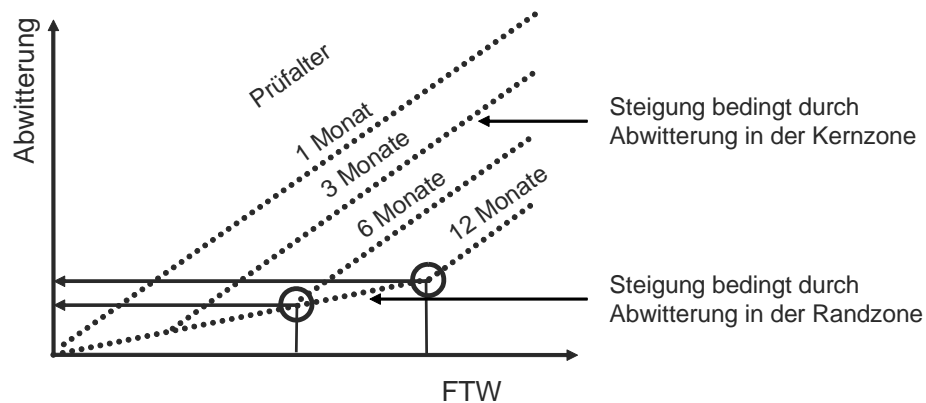 Abwitterung
Prüfalter
1 Monat
3 Monate
6 Monate
12 Monate
Steigung bedingt durch
Abwitterung in der Kernzone
Steigung bedingt durch
Abwitterung in der Randzone
FTW